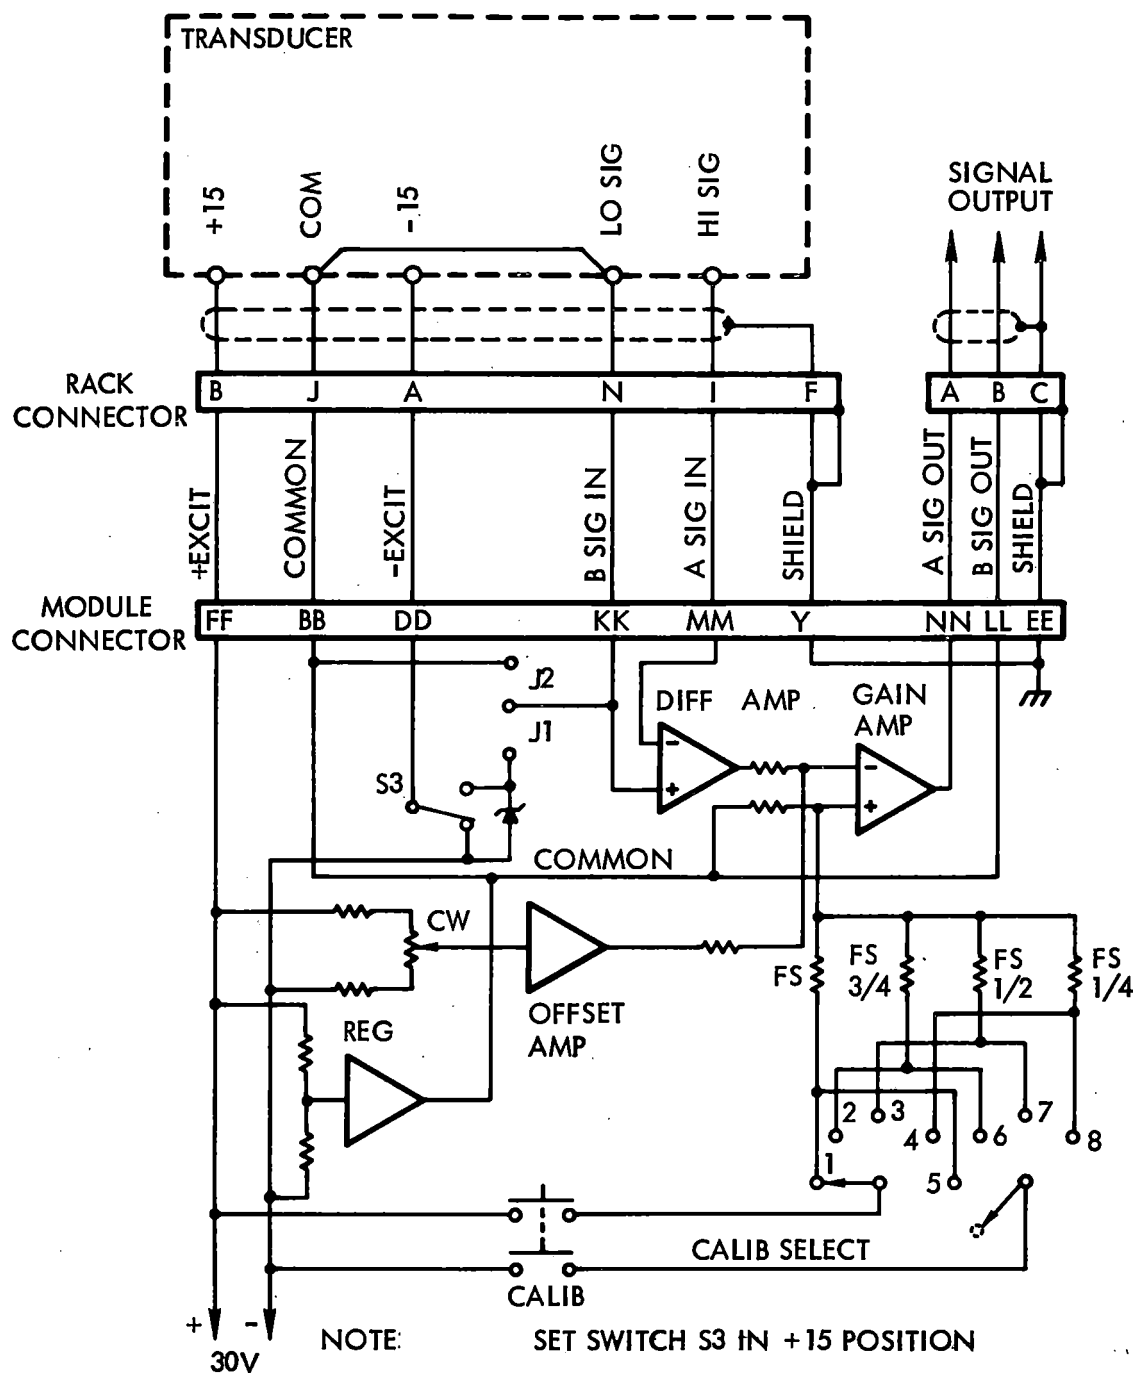 TRANSDUCER
+15
COM
-15
LO SIG
HI SIG
SIGNAL
OUTPUT
RACK
CONNECTOR
B
J
A
N
I
F
A
B
C
+EXCIT
COMMON
-EXCIT
B SIG IN
A SIG IN
SHIELD
A SIG OUT
B SIG OUT
SHIELD
MODULE
CONNECTOR
FF
BB
DD
KK
MM
Y
NN
LL
EE
J2
J1
S3
DIFF AMP
GAIN
AMP
-
+
-
+
COMMON
CW
OFFSET
AMP
REG
FS
FS
3/4
FS
1/2
FS
1/4
1
2
3
4
5
6
7
8
CALIB SELECT
CALIB
+
-
30V
NOTE: SET SWITCH S3 IN +15 POSITION